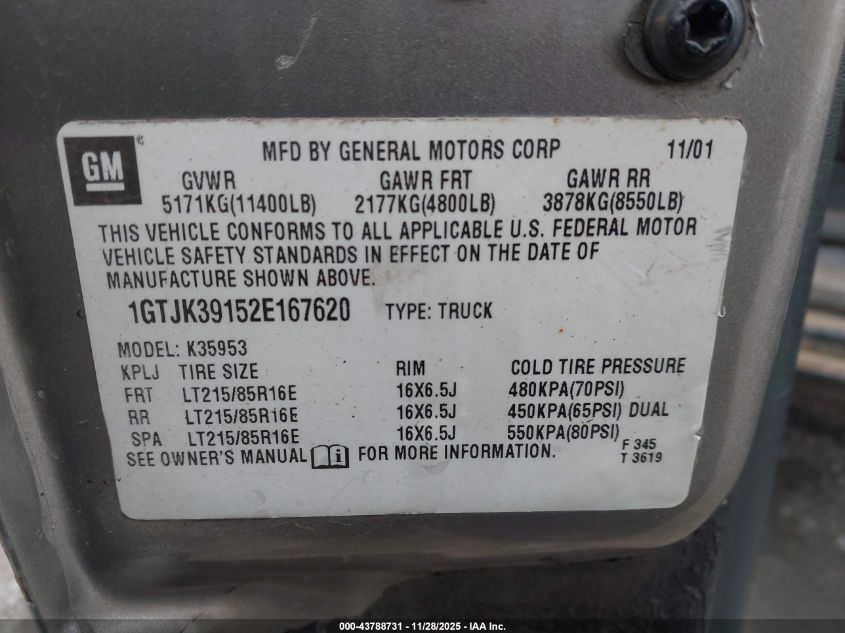 GM
MFD BY GENERAL MOTORS CORP 11/01
GVWR GAWR FRT GAWR RR
5171KG(11400LB) 2177KG(4800LB) 3878KG(8550LB)
THIS VEHICLE CONFORMS TO ALL APPLICABLE U.S. FEDERAL MOTOR
VEHICLE SAFETY STANDARDS IN EFFECT ON THE DATE OF
MANUFACTURE SHOWN ABOVE.
1GTJK39152E167620 TYPE: TRUCK
MODEL: K35953
KPLJ TIRE SIZE RIM COLD TIRE PRESSURE
FRT LT215/85R16E 16X6.5J 480KPA(70PSI)
RR LT215/85R16E 16X6.5J 450KPA(65PSI) DUAL
SPA LT215/85R16E 16X6.5J 550KPA(80PSI)
SEE OWNER'S MANUAL i FOR MORE INFORMATION.
F 345
T 3619
000-43788731 - 11/28/2025 - IAA Inc.